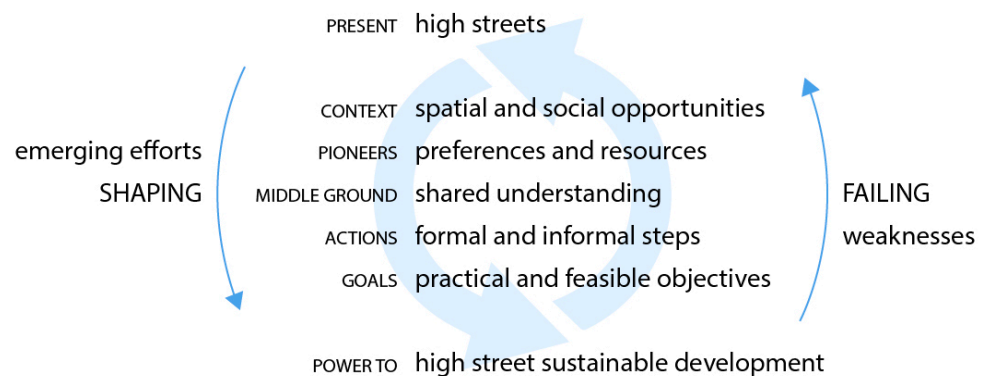 PRESENT high streets
CONTEXT spatial and social opportunities
emerging efforts PIONEERS preferences and resources
SHAPING MIDDLE GROUND shared understanding FAILING
ACTIONS formal and informal steps weaknesses
GOALS practical and feasible objectives
POWER TO high street sustainable development